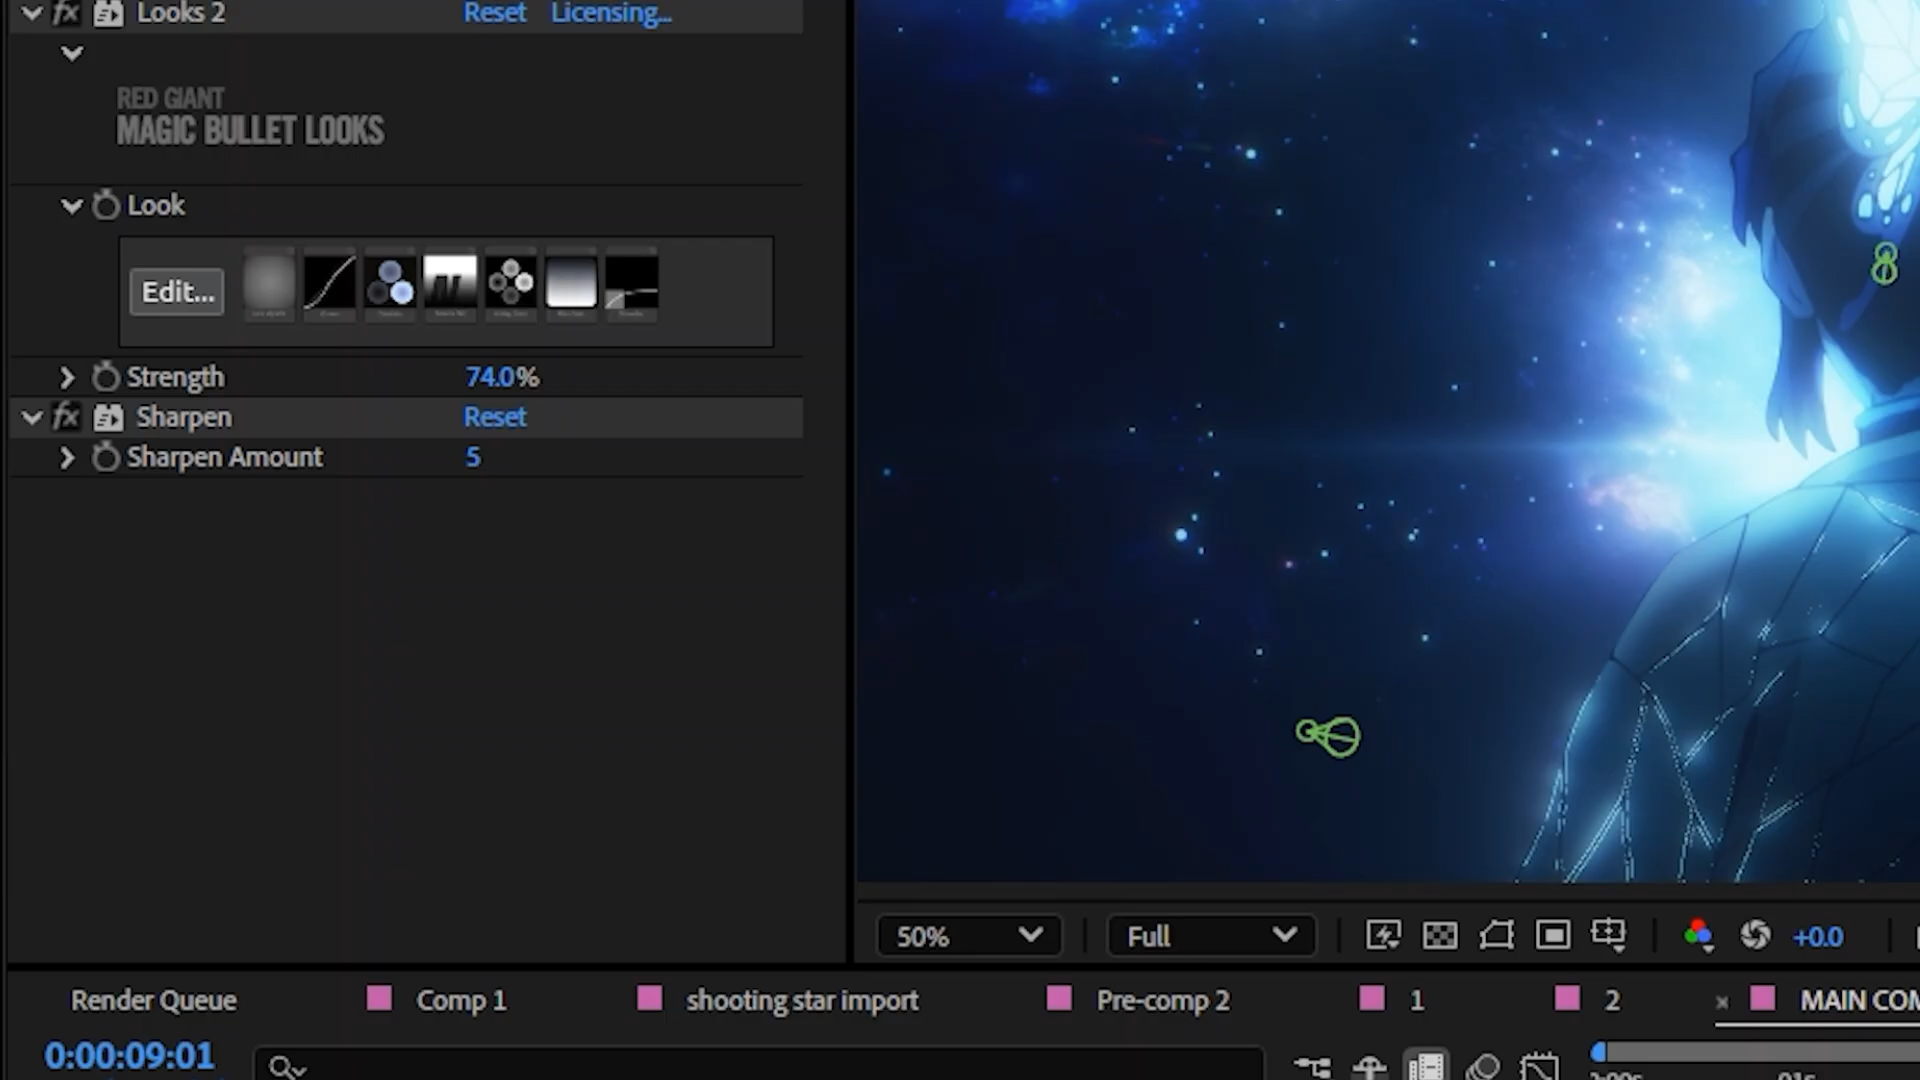 fx Looks 2 Reset Licensing...
RED GIANT
MAGIC BULLET LOOKS
Look
Edit...
Strength 74.0%
fx Sharpen Reset
Sharpen Amount 5
50% Full +0.0
Render Queue Comp 1 shooting star import Pre-comp 2 1 2 × MAIN COM
0:00:09:01